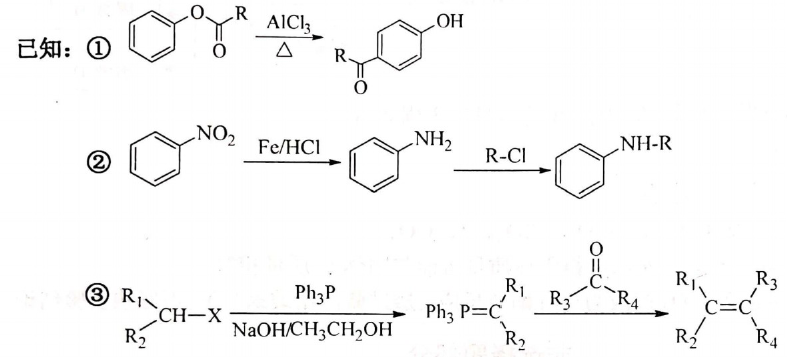 已知：① O R O AlCl₃ △ R O OH
② NO₂ Fe/HCl NH₂ R-Cl NH-R
③ R₁ R₂ CH-X Ph₃P NaOH/CH₃CH₂OH Ph₃P=C R₁ R₂ O R₃ C R₄ R₁ R₂ C=C R₃ R₄